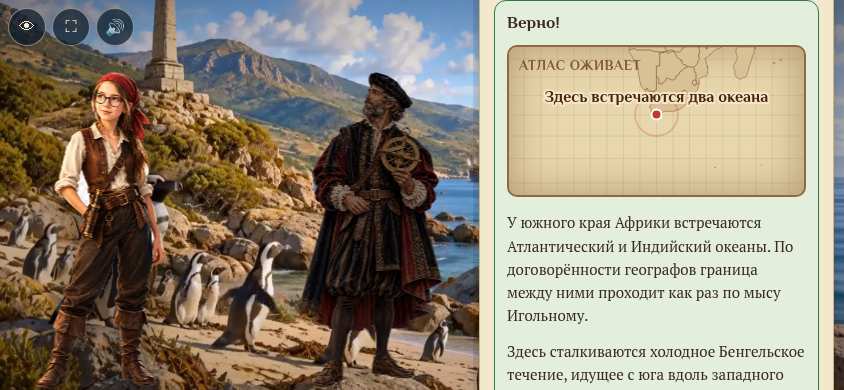 Верно!
АТЛАС ОЖИВАЕТ
Здесь встречаются два океана
У южного края Африки встречаются
Атлантический и Индийский океаны. По
договорённости географов граница
между ними проходит как раз по мысу
Игольному.
Здесь сталкиваются холодное Бенгельское
течение, идущее с юга вдоль западного